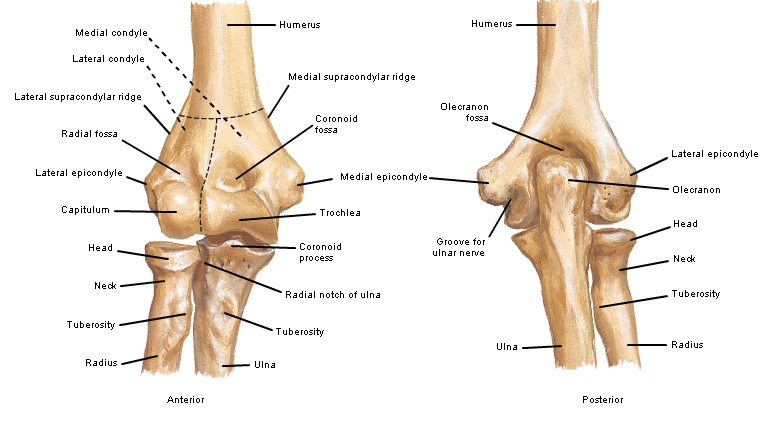 Medial condyle
Humerus
Lateral condyle
Medial supracondylar ridge
Lateral supracondylar ridge
Coronoid
fossa
Radial fossa
Lateral epicondyle
Medial epicondyle
Capitulum
Trochlea
Head
Coronoid
process
Neck
Radial notch of ulna
Tuberosity
Tuberosity
Radius
Ulna
Anterior
Humerus
Olecranon
fossa
Lateral epicondyle
Olecranon
Groove for
ulnar nerve
Head
Neck
Tuberosity
Ulna
Radius
Posterior